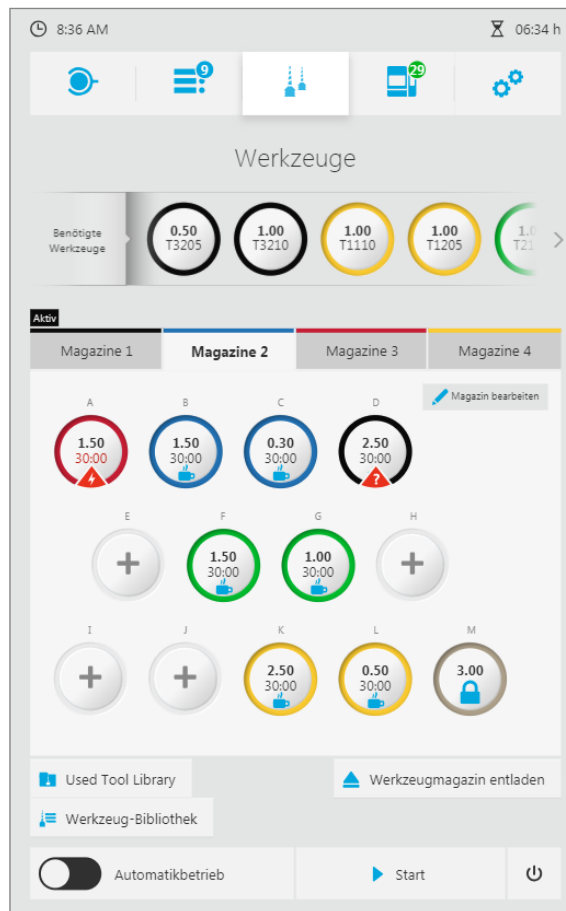 8:36 AM
06:34 h
9
29
Werkzeuge
Benötigte
Werkzeuge
0.50
T3205
1.00
T3210
1.00
T1110
1.00
T1205
Aktiv
Magazine 1
Magazine 2
Magazine 3
Magazine 4
Magazin bearbeiten
A
B
C
D
1.50
30:00
1.50
30:00
0.30
30:00
2.50
30:00
?
E
F
G
H
1.50
30:00
1.00
30:00
I
J
K
L
M
2.50
30:00
0.50
30:00
3.00
Used Tool Library
Werkzeugmagazin entladen
Werkzeug-Bibliothek
Automatikbetrieb
Start